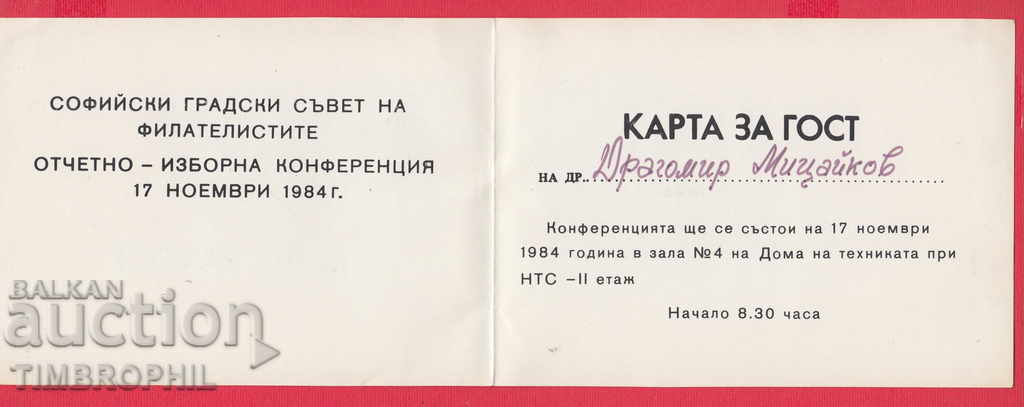 СОФИЙСКИ ГРАДСКИ СЪВЕТ НА
ФИЛАТЕЛИСТИТЕ
ОТЧЕТНО – ИЗБОРНА КОНФЕРЕНЦИЯ
17 НОЕМВРИ 1984 г.
КАРТА ЗА ГОСТ
НА ДР. Драгомир Мицайков
Конференцията ще се състои на 17 ноември
1984 година в зала №4 на Дома на техниката при
НТС –II етаж
Начало 8.30 часа
BALKAN
auction
TIMBROPHIL